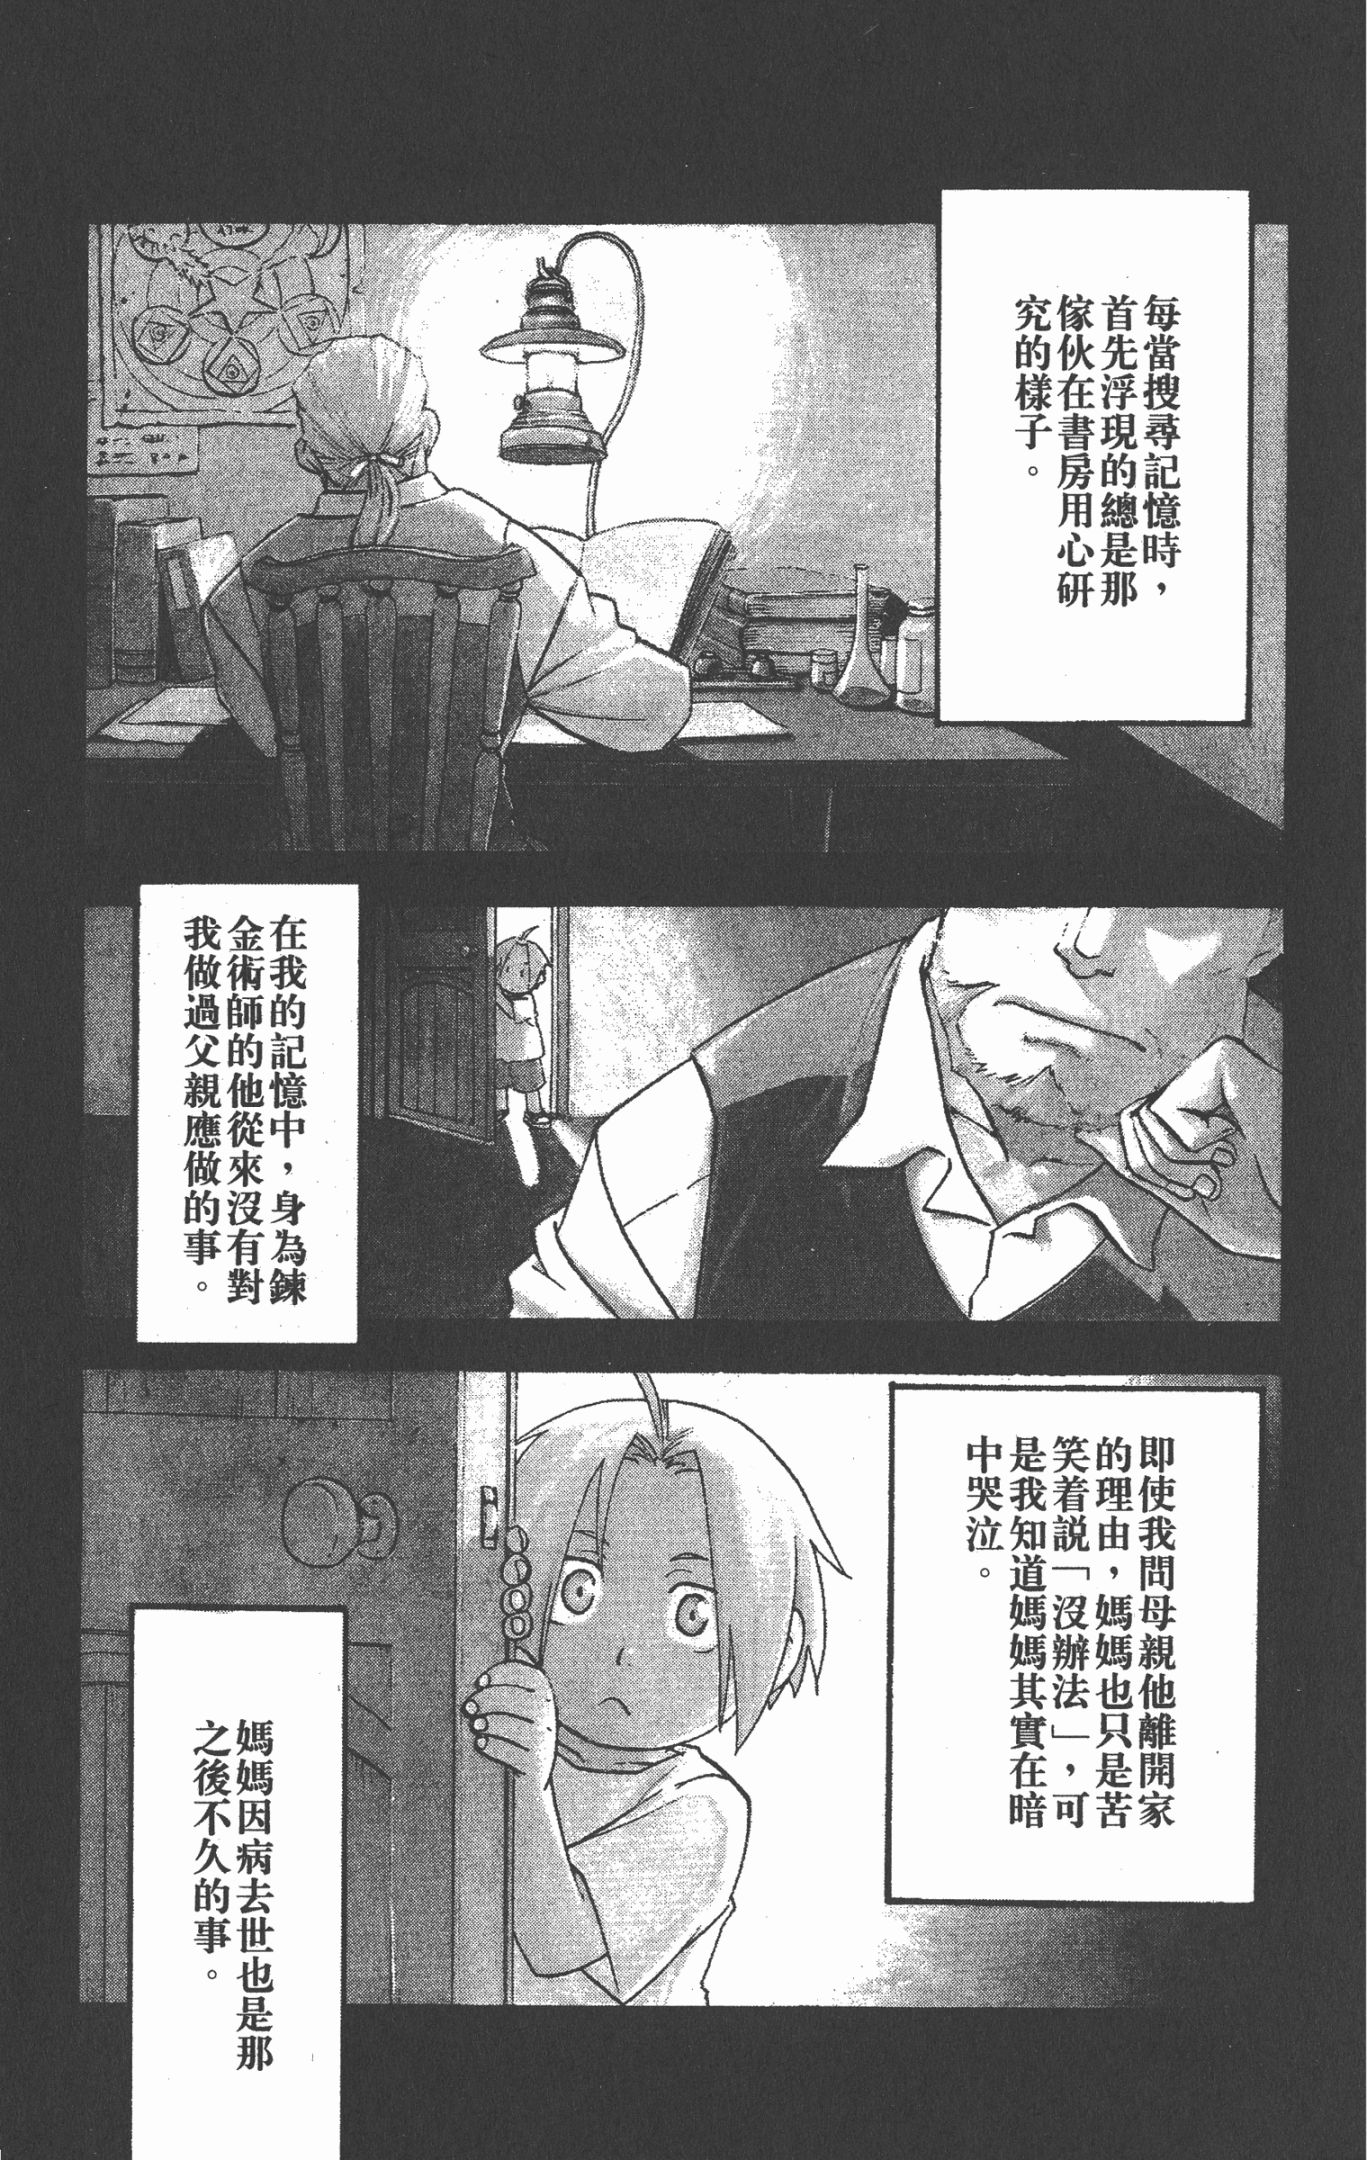 每當搜尋記憶時，
首先浮現的總是那
傢伙在書房用心研
究的樣子。
在我的記憶中，身為鍊
金術師的他從來沒有對
我做過父親應做的事。
即使我問母親他離開家
的理由，媽媽也只是苦
笑着說「沒辦法」，可
是我知道媽媽其實在暗
中哭泣。
媽媽因病去世也是那
之後不久的事。